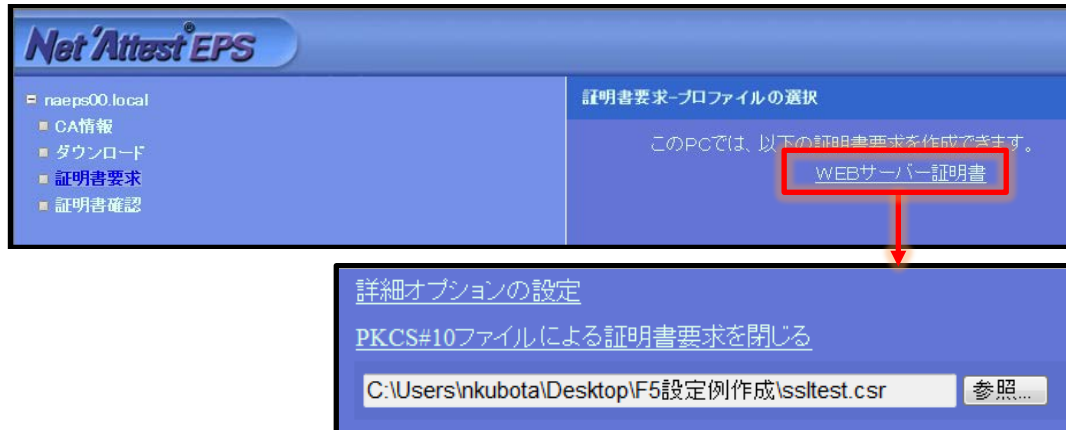 Net'Attest EPS
naeps00.local
CA情報
ダウンロード
証明書要求
証明書確認
証明書要求-プロファイルの選択
このPCでは、以下の証明書要求を作成できます。
WEBサーバー証明書
詳細オプションの設定
PKCS#10ファイルによる証明書要求を閉じる
C:\Users\nkubota\Desktop\F5設定例作成\ssltest.csr 参照...